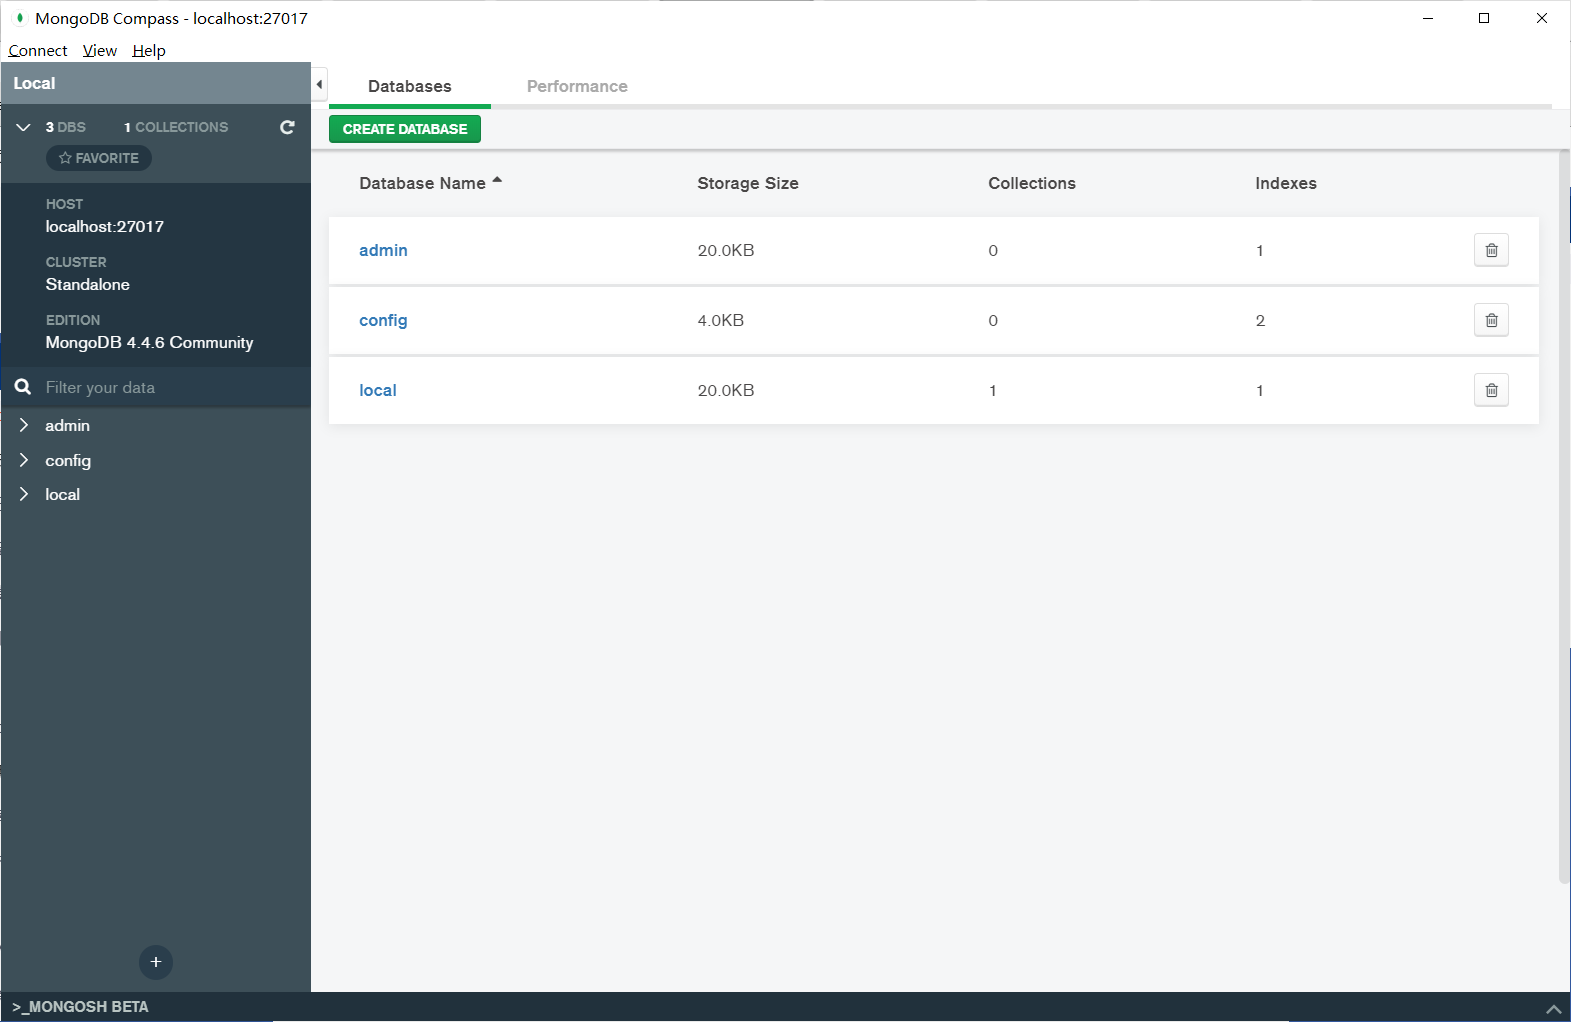 MongoDB Compass - localhost:27017
Connect View Help
Local
Databases Performance
3 DBS 1 COLLECTIONS
FAVORITE
CREATE DATABASE
HOST
localhost:27017
CLUSTER
Standalone
EDITION
MongoDB 4.4.6 Community
Filter your data
admin
config
local
Database Name Storage Size Collections Indexes
admin 20.0KB 0 1
config 4.0KB 0 2
local 20.0KB 1 1
+
>_MONGOSH BETA